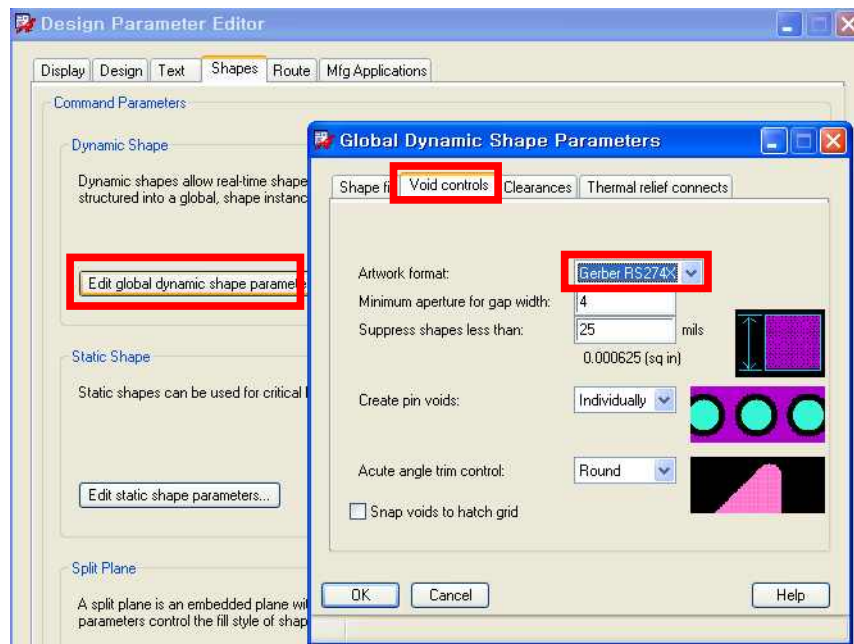 Design Parameter Editor
Display Design Text Shapes Route Mfg Applications
Command Parameters
Dynamic Shape
Dynamic shapes allow real-time shape
structured into a global, shape instanc
Edit global dynamic shape paramete
Static Shape
Static shapes can be used for critical
Edit static shape parameters...
Split Plane
A split plane is an embedded plane
parameters control the fill style of shap
Global Dynamic Shape Parameters
Shape fi Void controls Clearances Thermal relief connects
Artwork format: Gerber RS274X
Minimum aperture for gap width: 4
Suppress shapes less than: 25 mils
0.000625 (sq in)
Create pin voids: Individually
Acute angle trim control: Round
Snap voids to hatch grid
OK Cancel Help